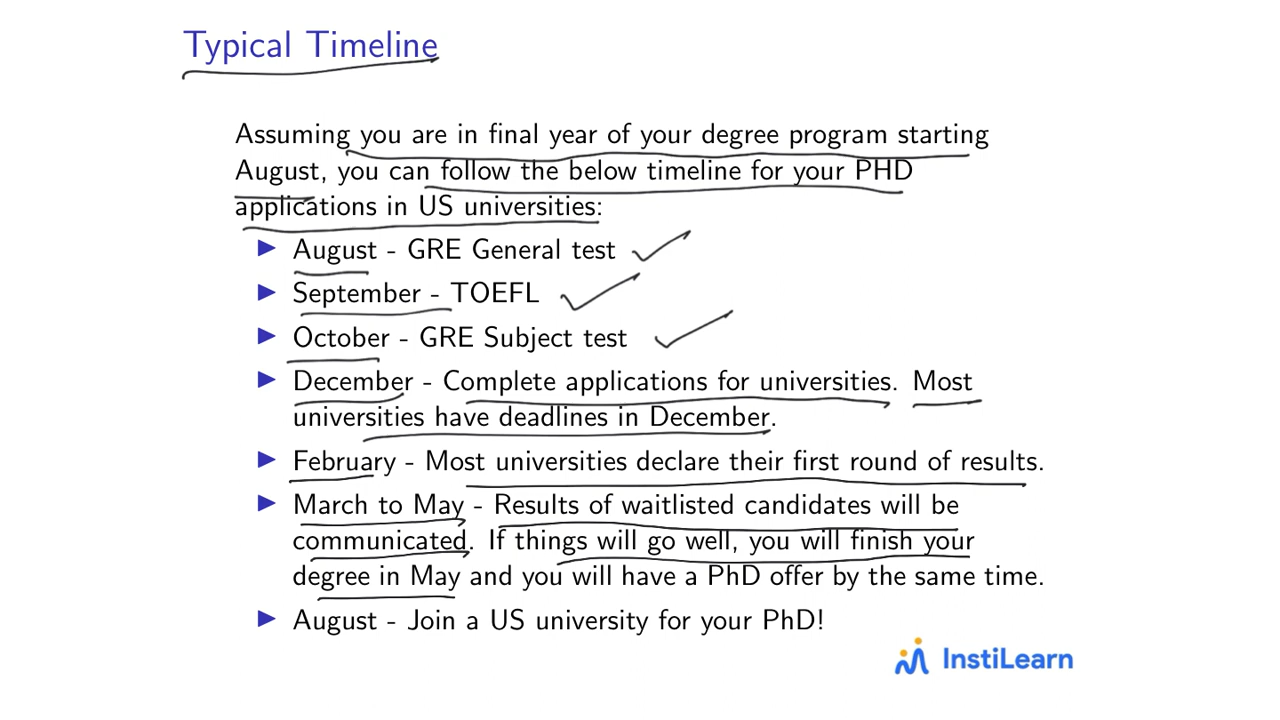 Typical Timeline
Assuming you are in final year of your degree program starting
August, you can follow the below timeline for your PHD
applications in US universities:
▶ August - GRE General test
▶ September - TOEFL
▶ October - GRE Subject test
▶ December - Complete applications for universities. Most
universities have deadlines in December.
▶ February - Most universities declare their first round of results.
▶ March to May - Results of waitlisted candidates will be
communicated. If things will go well, you will finish your
degree in May and you will have a PhD offer by the same time.
▶ August - Join a US university for your PhD!
InstiLearn